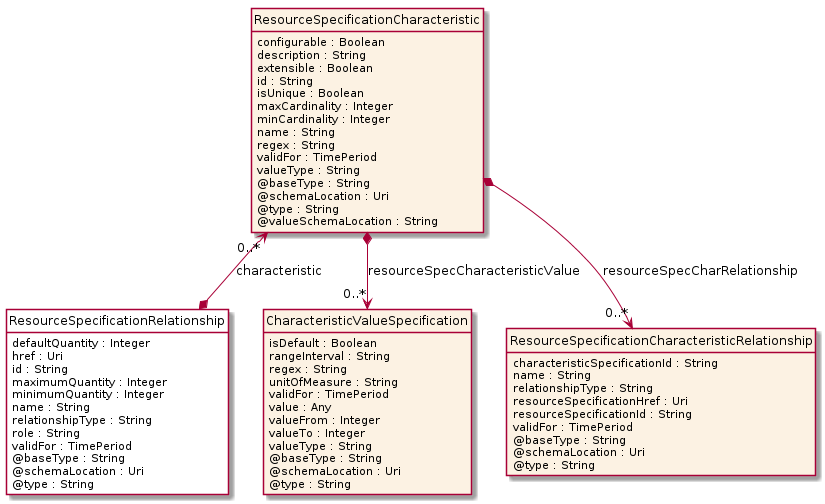 ResourceSpecificationCharacteristic
configurable : Boolean
description : String
extensible : Boolean
id : String
isUnique : Boolean
maxCardinality : Integer
minCardinality : Integer
name : String
regex : String
validFor : TimePeriod
valueType : String
@baseType : String
@schemaLocation : Uri
@type : String
@valueSchemaLocation : String
0..*
characteristic
resourceSpecCharacteristicValue
resourceSpecCharRelationship
0..*
0..*
ResourceSpecificationRelationship
defaultQuantity : Integer
href : Uri
id : String
maximumQuantity : Integer
minimumQuantity : Integer
name : String
relationshipType : String
role : String
validFor : TimePeriod
@baseType : String
@schemaLocation : Uri
@type : String
CharacteristicValueSpecification
isDefault : Boolean
rangeInterval : String
regex : String
unitOfMeasure : String
validFor : TimePeriod
value : Any
valueFrom : Integer
valueTo : Integer
valueType : String
@baseType : String
@schemaLocation : Uri
@type : String
ResourceSpecificationCharacteristicRelationship
characteristicSpecificationId : String
name : String
relationshipType : String
resourceSpecificationHref : Uri
resourceSpecificationId : String
validFor : TimePeriod
@baseType : String
@schemaLocation : Uri
@type : String